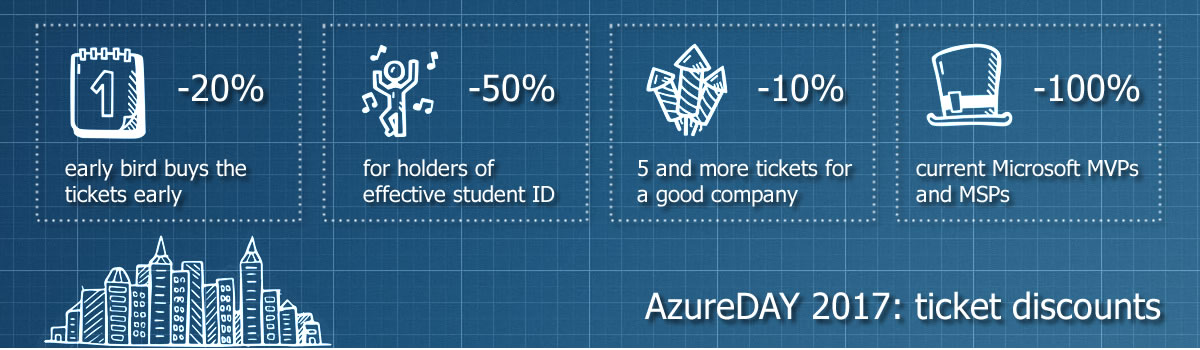 1
-20%
early bird buys the
tickets early
-50%
for holders of
effective student ID
-10%
5 and more tickets for
a good company
-100%
current Microsoft MVPs
and MSPs
AzureDAY 2017: ticket discounts